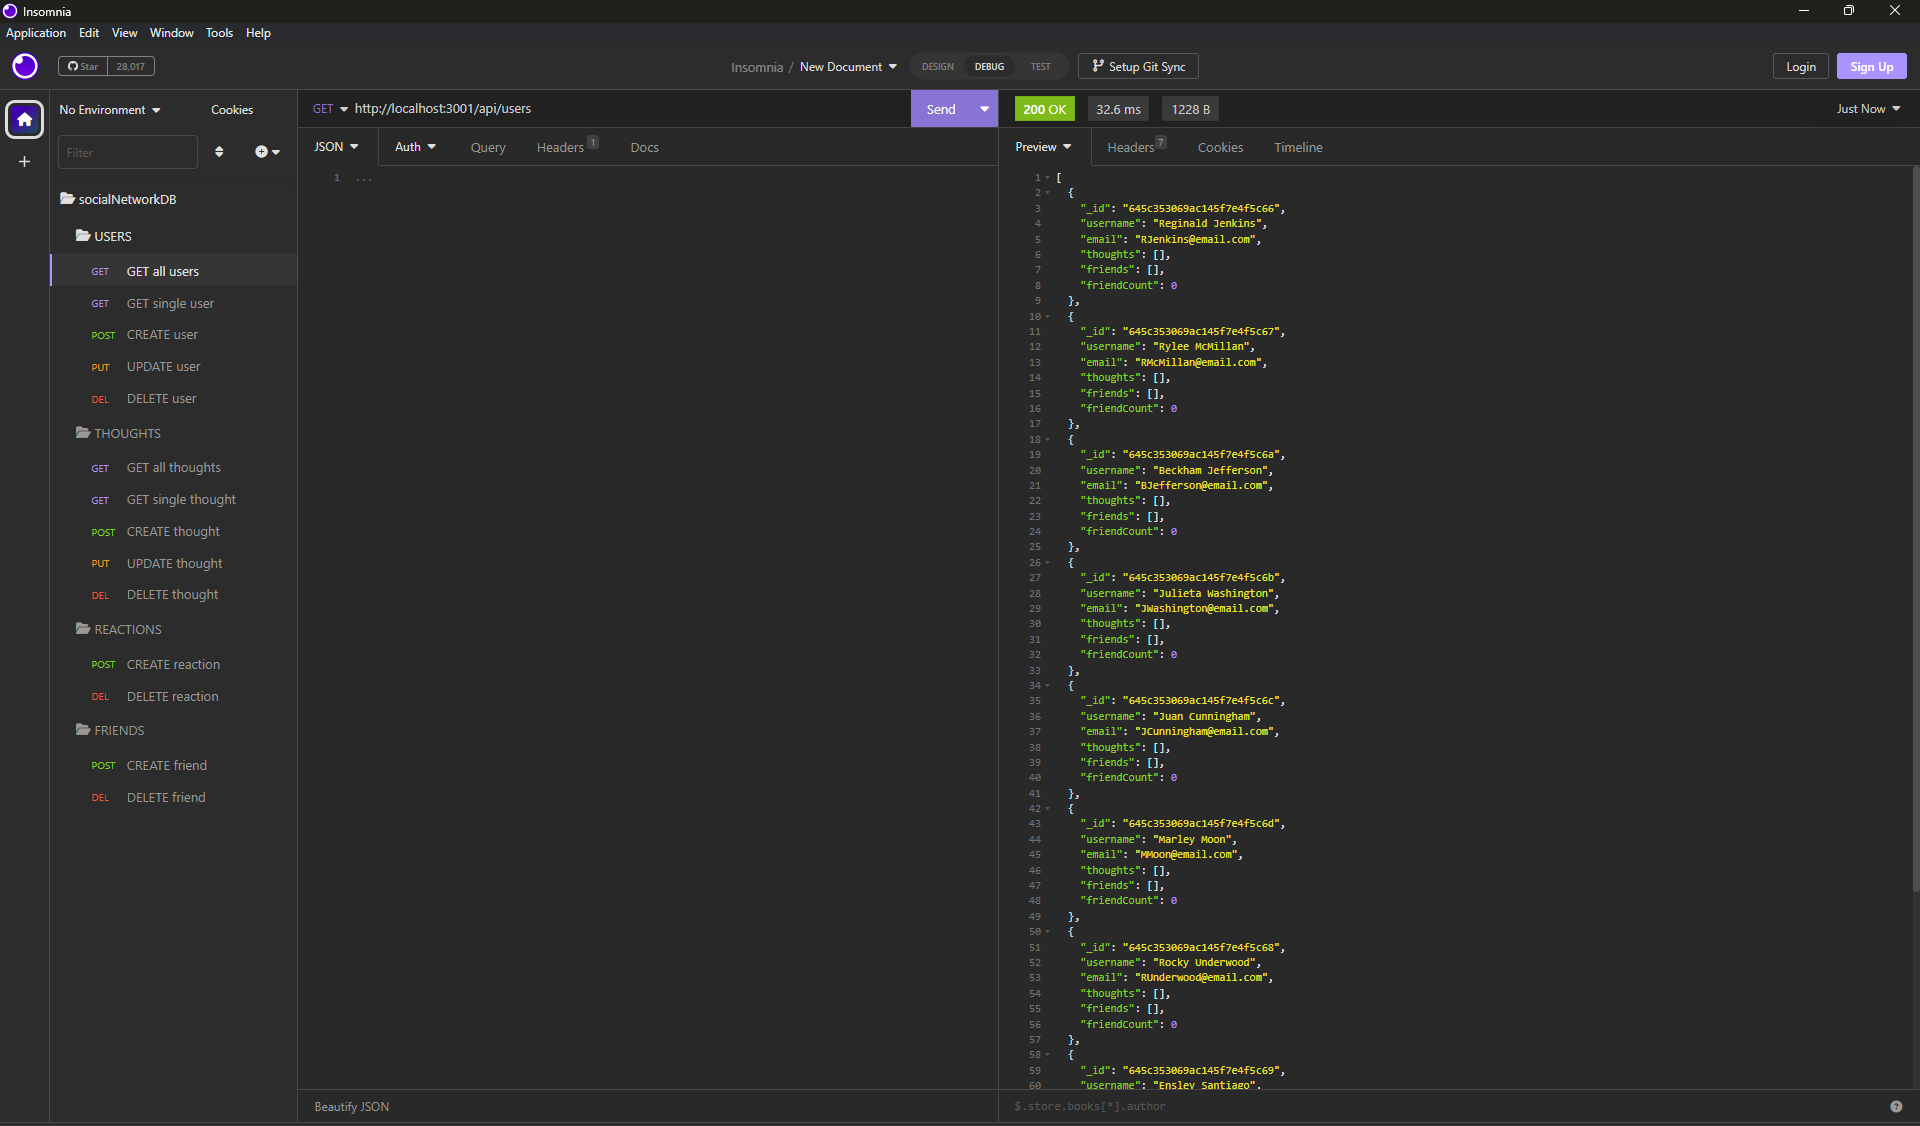 Insomnia
Application Edit View Window Tools Help
Star 28,017
Insomnia / New Document
DESIGN DEBUG TEST
Setup Git Sync
Login
Sign Up
No Environment
Cookies
Filter
socialNetworkDB
USERS
GET GET all users
GET GET single user
POST CREATE user
PUT UPDATE user
DEL DELETE user
THOUGHTS
GET GET all thoughts
GET GET single thought
POST CREATE thought
PUT UPDATE thought
DEL DELETE thought
REACTIONS
POST CREATE reaction
DEL DELETE reaction
FRIENDS
POST CREATE friend
DEL DELETE friend
GET http://localhost:3001/api/users
Send
JSON Auth Query Headers 1 Docs
1 ...
Beautify JSON
200 OK 32.6 ms 1228 B
Just Now
Preview Headers 7 Cookies Timeline
1 [
2 {
3 "_id": "645c353069ac145f7e4f5c66",
4 "username": "Reginald Jenkins",
5 "email": "RJenkins@email.com",
6 "thoughts": [],
7 "friends": [],
8 "friendCount": 0
9 },
10 {
11 "_id": "645c353069ac145f7e4f5c67",
12 "username": "Rylee McMillan",
13 "email": "RMcMillan@email.com",
14 "thoughts": [],
15 "friends": [],
16 "friendCount": 0
17 },
18 {
19 "_id": "645c353069ac145f7e4f5c6a",
20 "username": "Beckham Jefferson",
21 "email": "BJefferson@email.com",
22 "thoughts": [],
23 "friends": [],
24 "friendCount": 0
25 },
26 {
27 "_id": "645c353069ac145f7e4f5c6b",
28 "username": "Julieta Washington",
29 "email": "JWashington@email.com",
30 "thoughts": [],
31 "friends": [],
32 "friendCount": 0
33 },
34 {
35 "_id": "645c353069ac145f7e4f5c6c",
36 "username": "Juan Cunningham",
37 "email": "JCunningham@email.com",
38 "thoughts": [],
39 "friends": [],
40 "friendCount": 0
41 },
42 {
43 "_id": "645c353069ac145f7e4f5c6d",
44 "username": "Marley Moon",
45 "email": "MMoon@email.com",
46 "thoughts": [],
47 "friends": [],
48 "friendCount": 0
49 },
50 {
51 "_id": "645c353069ac145f7e4f5c68",
52 "username": "Rocky Underwood",
53 "email": "RUnderwood@email.com",
54 "thoughts": [],
55 "friends": [],
56 "friendCount": 0
57 },
58 {
59 "_id": "645c353069ac145f7e4f5c69",
60 "username": "Ensley Santiago",
$.store.books[*].author